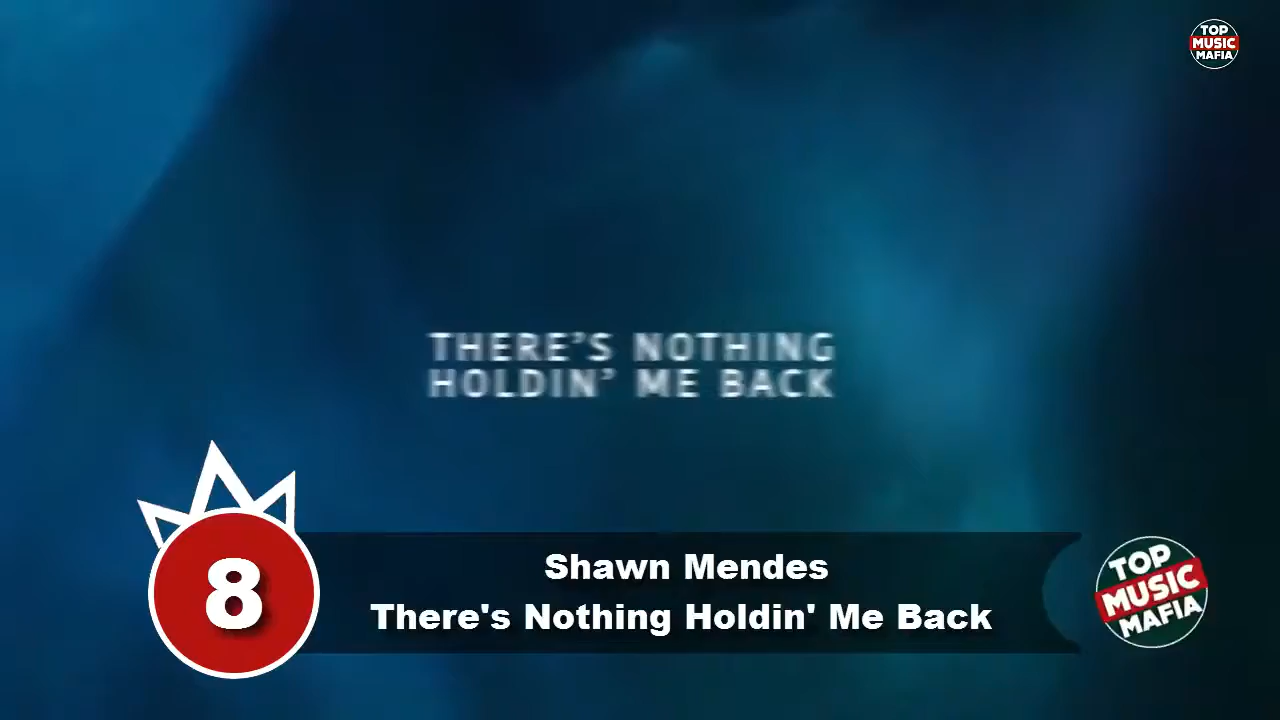 TOP
MUSIC
MAFIA
THERE'S NOTHING
HOLDIN' ME BACK
8
Shawn Mendes
There's Nothing Holdin' Me Back
TOP
MUSIC
MAFIA